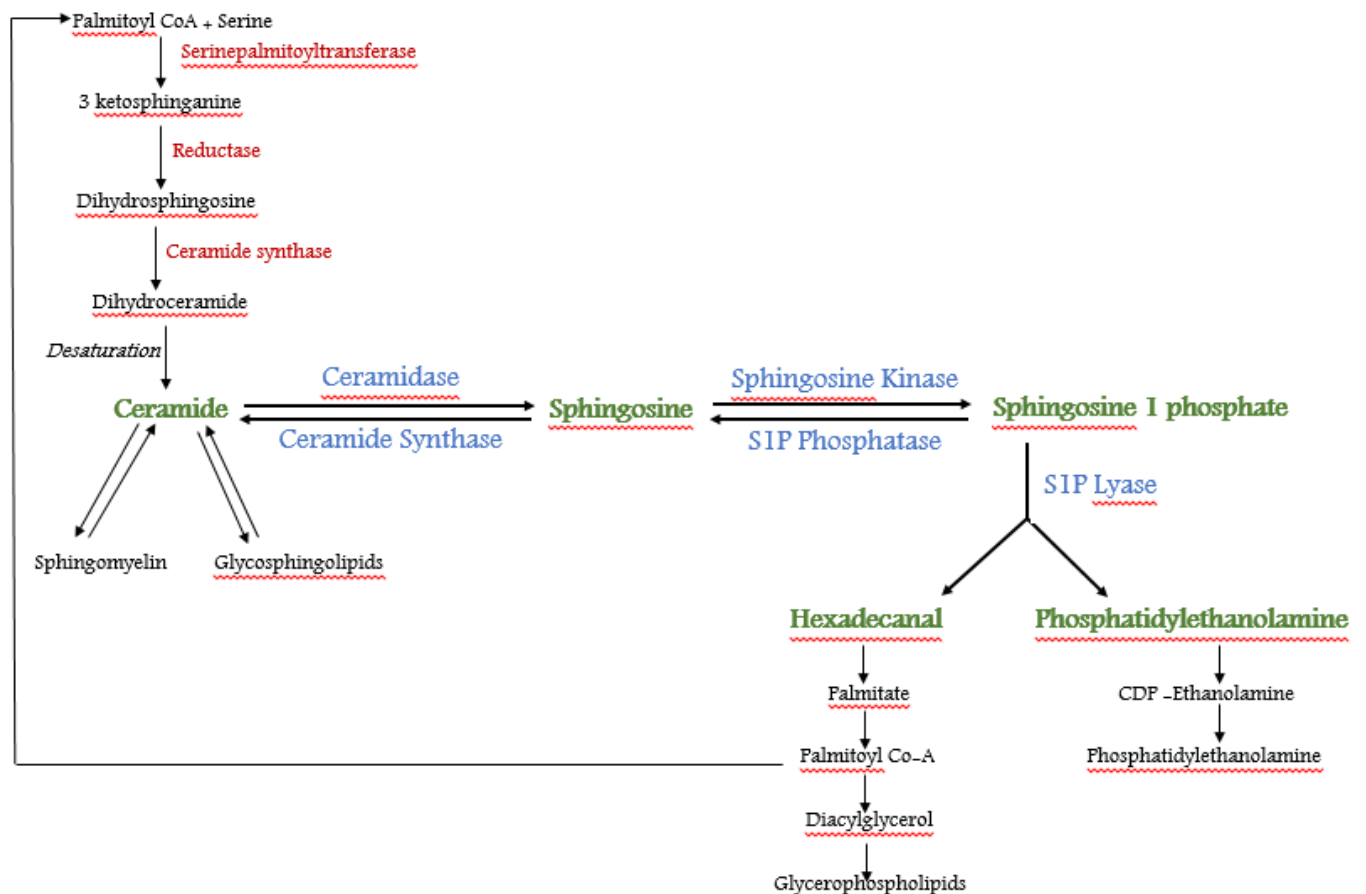 Palmitoyl CoA + Serine
Serinepalmitoyltransferase
3 ketosphinganine
Reductase
Dihydrosphingosine
Ceramide synthase
Dihydroceramide
Desaturation
Ceramidase
Sphingosine Kinase
Ceramide
Sphingosine
Sphingosine 1 phosphate
Ceramide Synthase
S1P Phosphatase
S1P Lyase
Sphingomyelin
Glycosphingolipids
Hexadecanal
Phosphatidylethanolamine
Palmitate
CDP –Ethanolamine
Palmitoyl Co-A
Phosphatidylethanolamine
Diacylglycerol
Glycerophospholipids